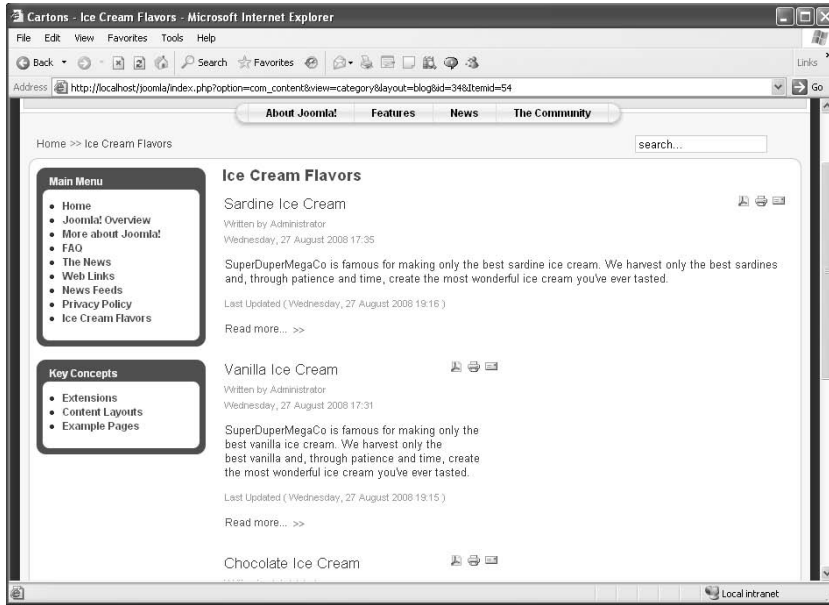 Cartons - Ice Cream Flavors - Microsoft Internet Explorer
File Edit View Favorites Tools Help
Back Search Favorites Links
Address http://localhost/joomla/index.php?option=com_content&view=category&layout=blog&id=34&Itemid=54 Go
About Joomla! Features News The Community
Home >> Ice Cream Flavors search...
Main Menu
Home
Joomla! Overview
More about Joomla!
FAQ
The News
Web Links
News Feeds
Privacy Policy
Ice Cream Flavors
Key Concepts
Extensions
Content Layouts
Example Pages
Ice Cream Flavors
Sardine Ice Cream
Written by Administrator
Wednesday, 27 August 2008 17:35
SuperDuperMegaCo is famous for making only the best sardine ice cream. We harvest only the best sardines
and, through patience and time, create the most wonderful ice cream you've ever tasted.
Last Updated ( Wednesday, 27 August 2008 19:16 )
Read more... >>
Vanilla Ice Cream
Written by Administrator
Wednesday, 27 August 2008 17:31
SuperDuperMegaCo is famous for making only the
best vanilla ice cream. We harvest only the
best vanilla and, through patience and time, create
the most wonderful ice cream you've ever tasted.
Last Updated ( Wednesday, 27 August 2008 19:15 )
Read more... >>
Chocolate Ice Cream
Local intranet